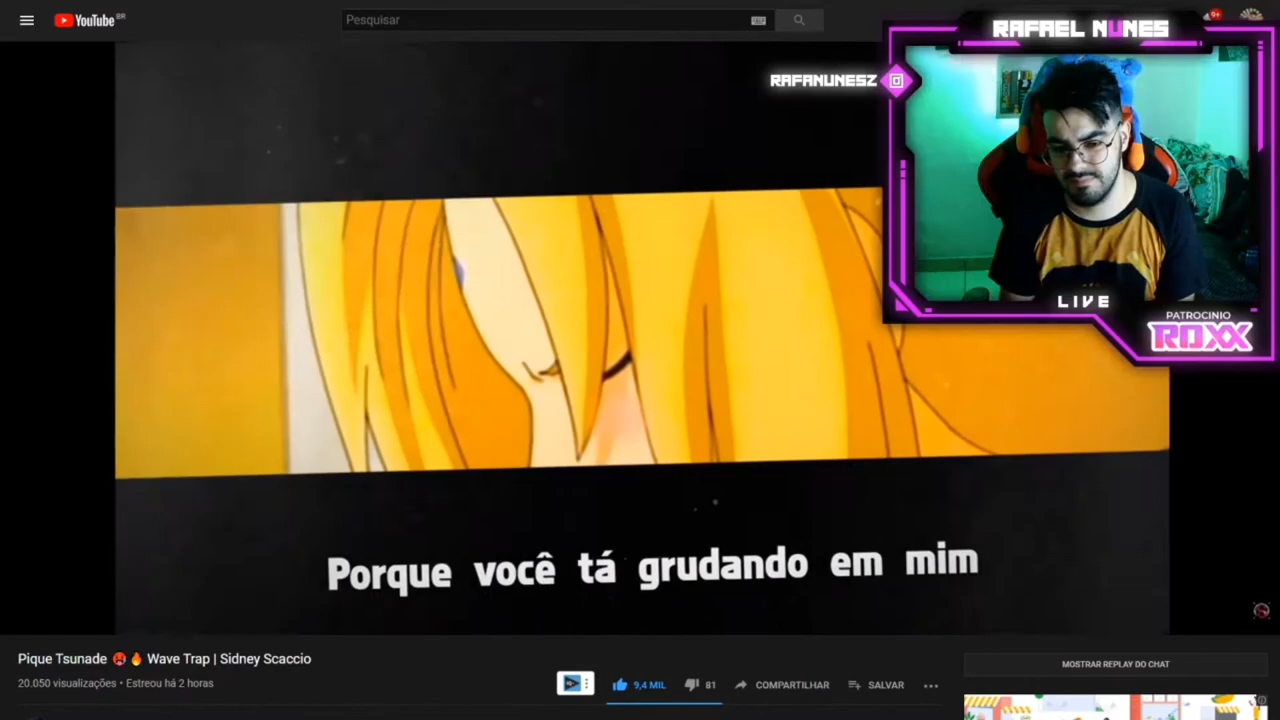 YouTube BR
Pesquisar
9+
RAFAEL NUNES
RAFANUNESZ
LIVE
PATROCINIO
ROXX
Porque você tá grudando em mim
Pique Tsunade 🥵🔥 Wave Trap | Sidney Scaccio
20.050 visualizações • Estreou há 2 horas
9,4 MIL
81
COMPARTILHAR
SALVAR
MOSTRAR REPLAY DO CHAT